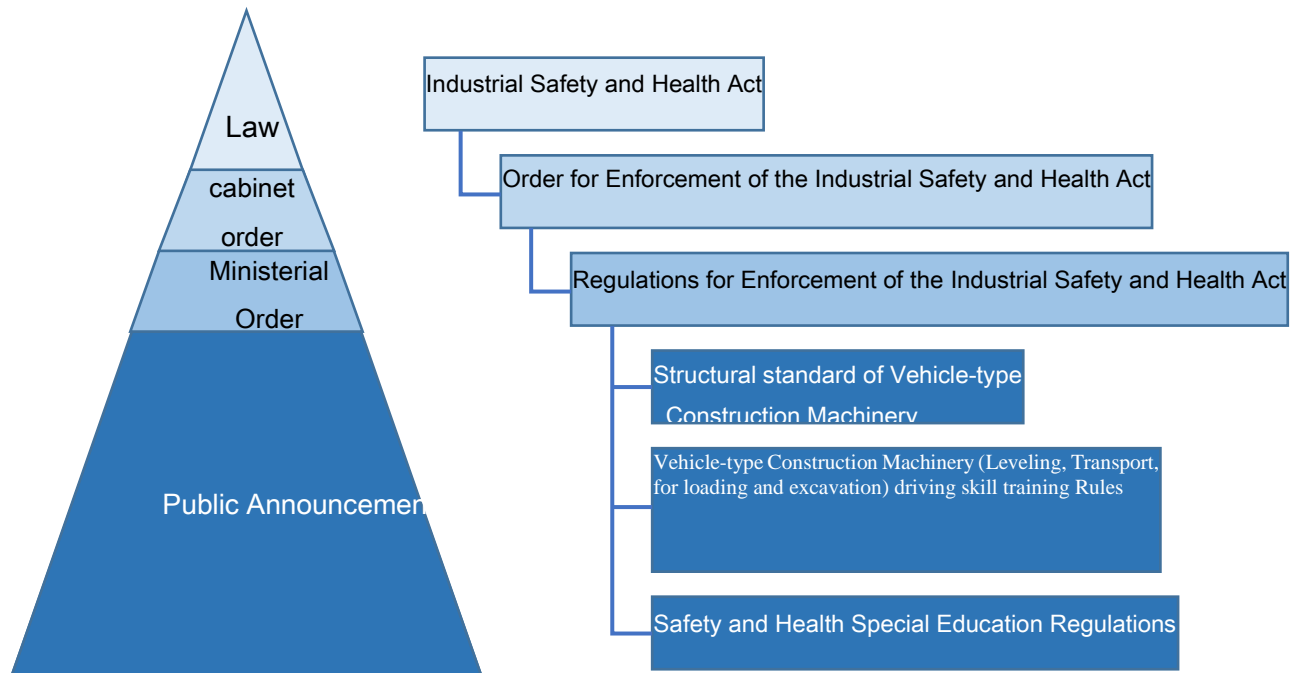 Law
cabinet
order
Ministerial
Order
Public Announcemen
Industrial Safety and Health Act
Order for Enforcement of the Industrial Safety and Health Act
Regulations for Enforcement of the Industrial Safety and Health Act
Structural standard of Vehicle-type
Construction Machinery
Vehicle-type Construction Machinery (Leveling, Transport,
for loading and excavation) driving skill training Rules
Safety and Health Special Education Regulations